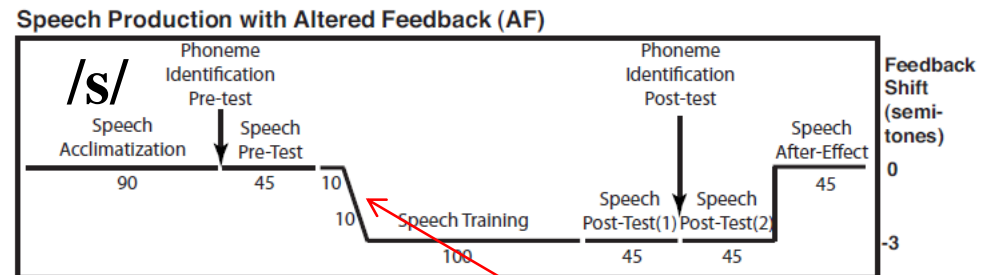 Speech Production with Altered Feedback (AF)
/s/
Phoneme
Identification
Pre-test
Phoneme
Identification
Post-test
Feedback
Shift
(semi-
tones)
Speech
Acclimatization
Speech
Pre-Test
Speech
After-Effect
0
90
45
10
45
10
Speech Training
Speech
Post-Test(1)
Speech
Post-Test(2)
-3
100
45
45